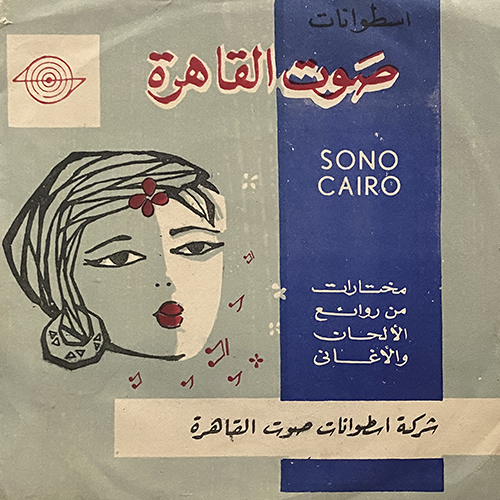 اسطوانات
صوت القاهرة
SONO
CAIRO
مختارات
من روائع
الألحان
والأغانى
شركة اسطوانات صوت القاهرة